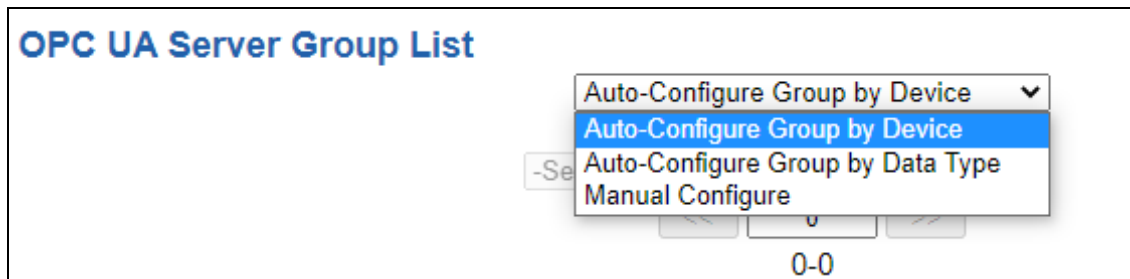 OPC UA Server Group List
Auto-Configure Group by Device
Auto-Configure Group by Device
Auto-Configure Group by Data Type
Manual Configure
<< 0 >>
0-0